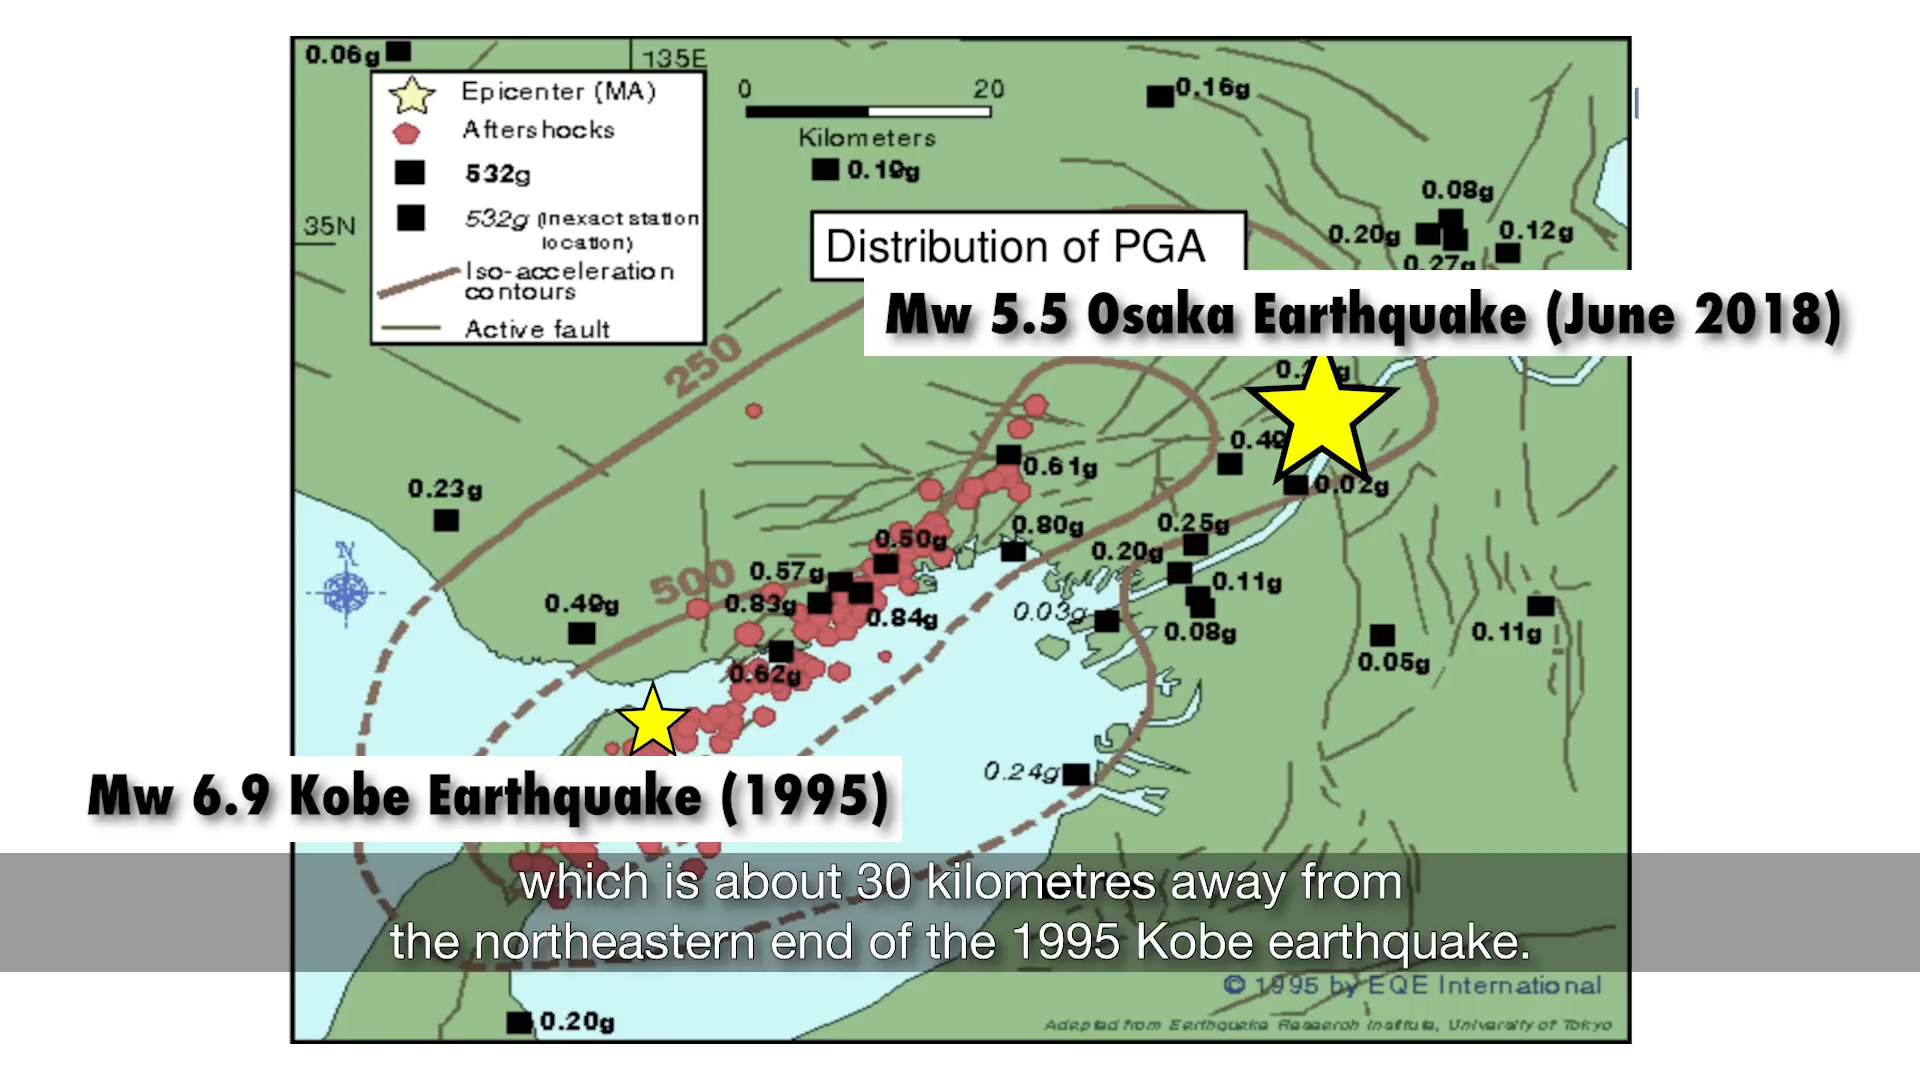 0.06g
135E
Epicenter (MA)
Aftershocks
532g
532g (Inexact station
location)
Iso-acceleration
contours
Active fault
0 20
Kilometers
0.19g
0.16g
35N
Distribution of PGA
0.08g
0.20g
0.12g
0.27g
Mw 5.5 Osaka Earthquake (June 2018)
250
0.61g
0.02g
0.23g
0.50g
0.80g
0.25g
0.20g
500
0.57g
0.11g
N
0.49g
0.83g
0.84g
0.03g
0.08g
0.11g
0.05g
0.62g
0.24g
Mw 6.9 Kobe Earthquake (1995)
which is about 30 kilometres away from
the northeastern end of the 1995 Kobe earthquake.
© 1995 by EQE International
0.20g
Adapted from Earthquake Research Institute, University of Tokyo